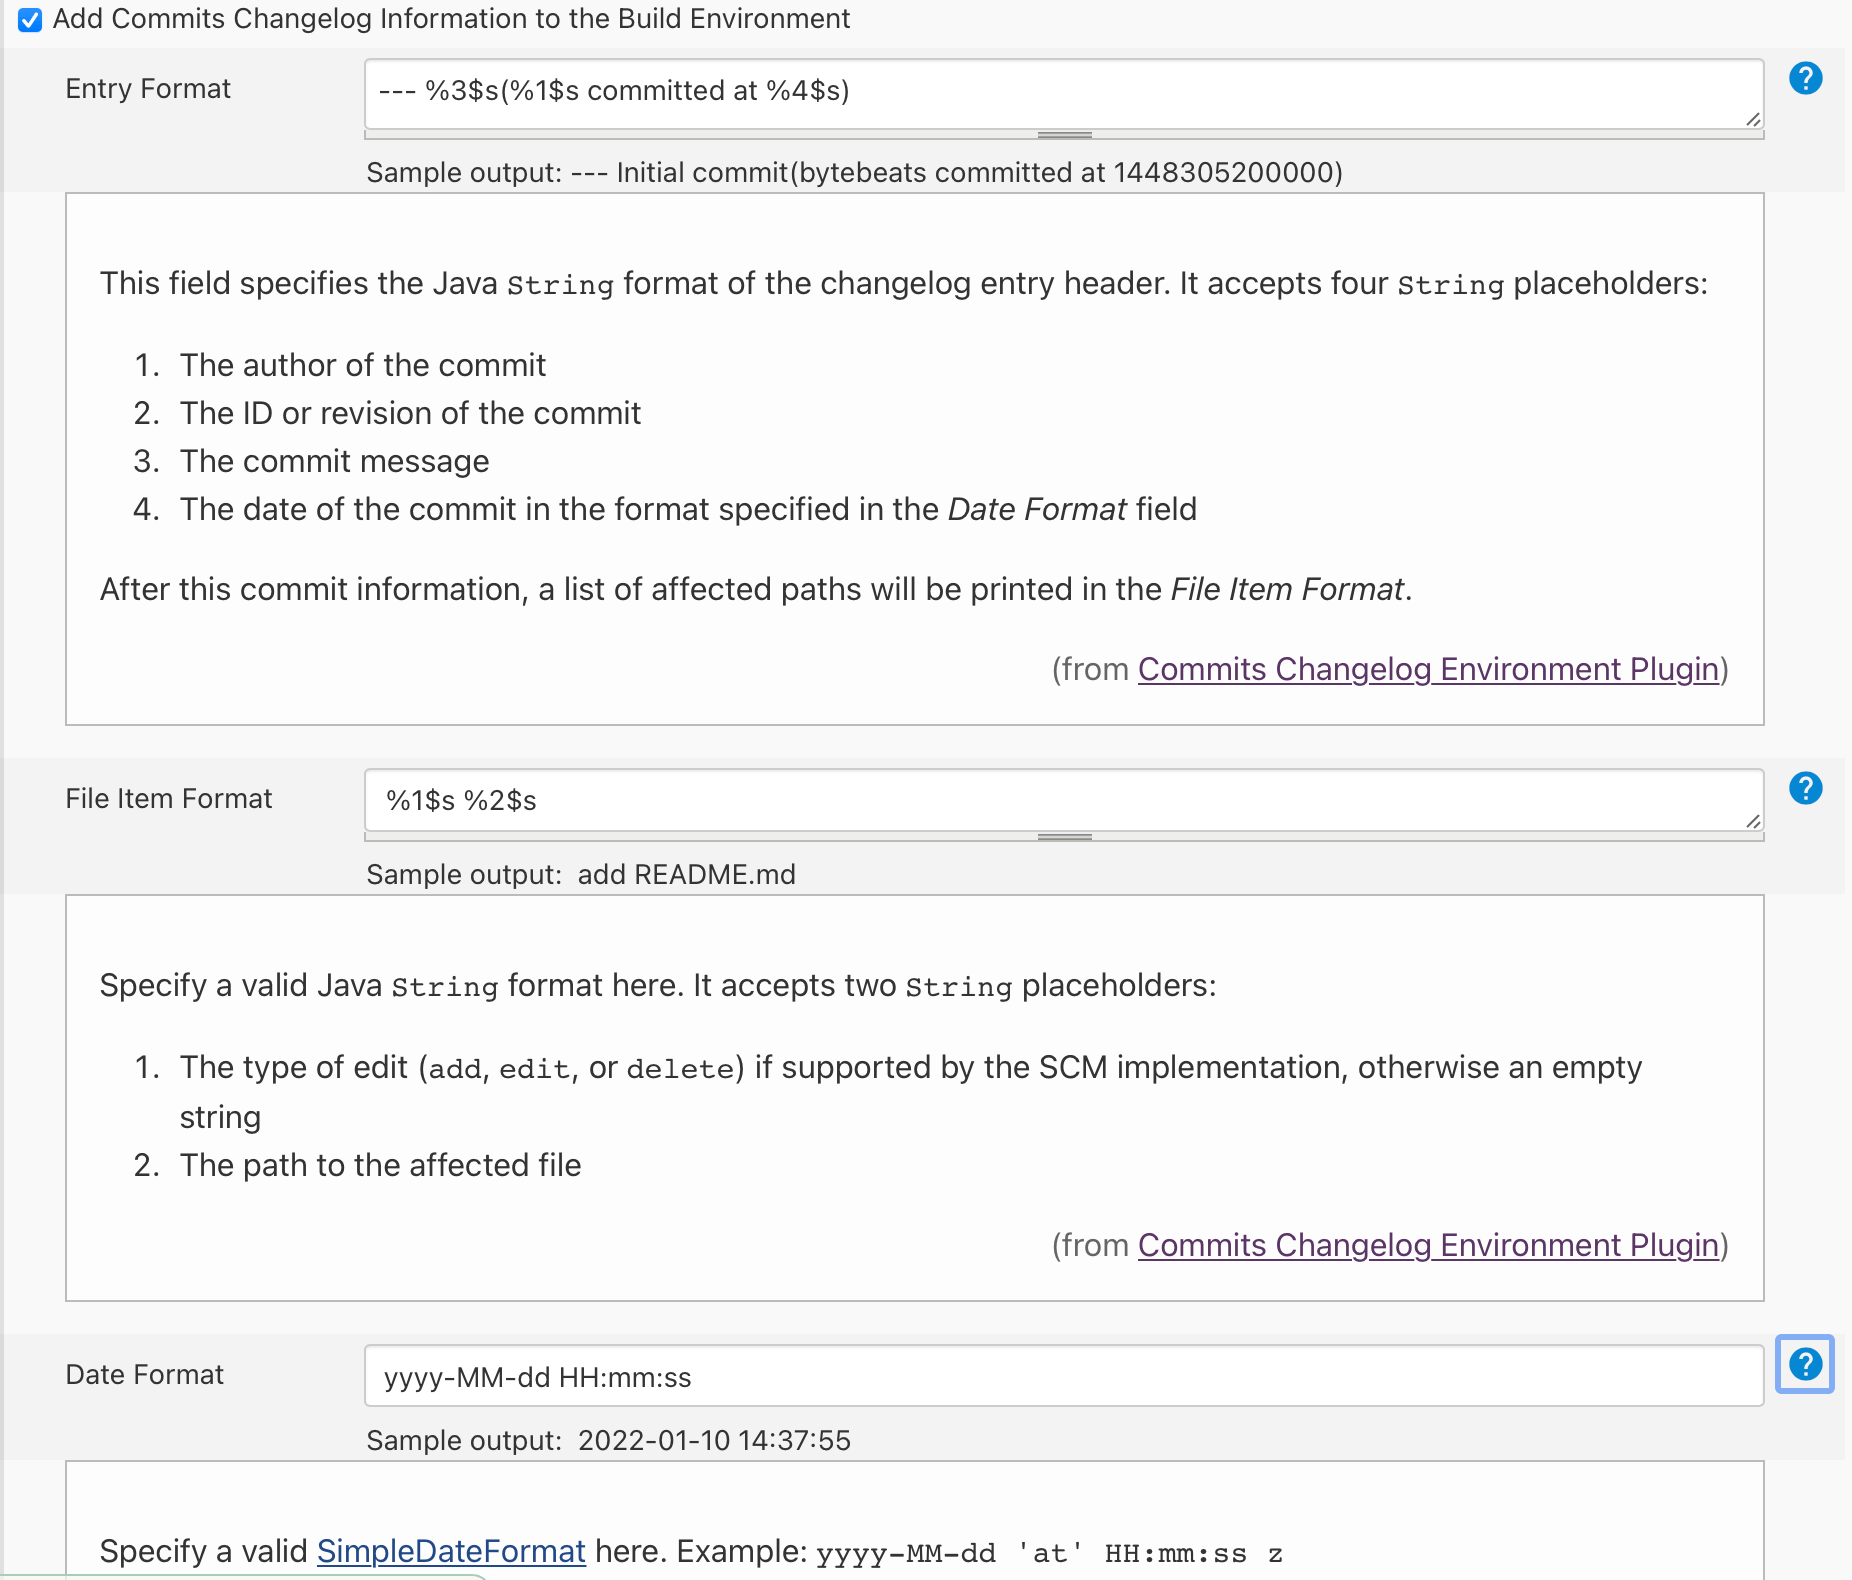 Add Commits Changelog Information to the Build Environment
Entry Format
--- %3$s(%1$s committed at %4$s)
Sample output: --- Initial commit(bytebeats committed at 1448305200000)
This field specifies the Java String format of the changelog entry header. It accepts four String placeholders:
1. The author of the commit
2. The ID or revision of the commit
3. The commit message
4. The date of the commit in the format specified in the Date Format field
After this commit information, a list of affected paths will be printed in the File Item Format.
(from Commits Changelog Environment Plugin)
File Item Format
%1$s %2$s
Sample output:  add README.md
Specify a valid Java String format here. It accepts two String placeholders:
1. The type of edit (add, edit, or delete) if supported by the SCM implementation, otherwise an empty
string
2. The path to the affected file
(from Commits Changelog Environment Plugin)
Date Format
yyyy-MM-dd HH:mm:ss
Sample output:  2022-01-10 14:37:55
Specify a valid SimpleDateFormat here. Example: yyyy-MM-dd 'at' HH:mm:ss z